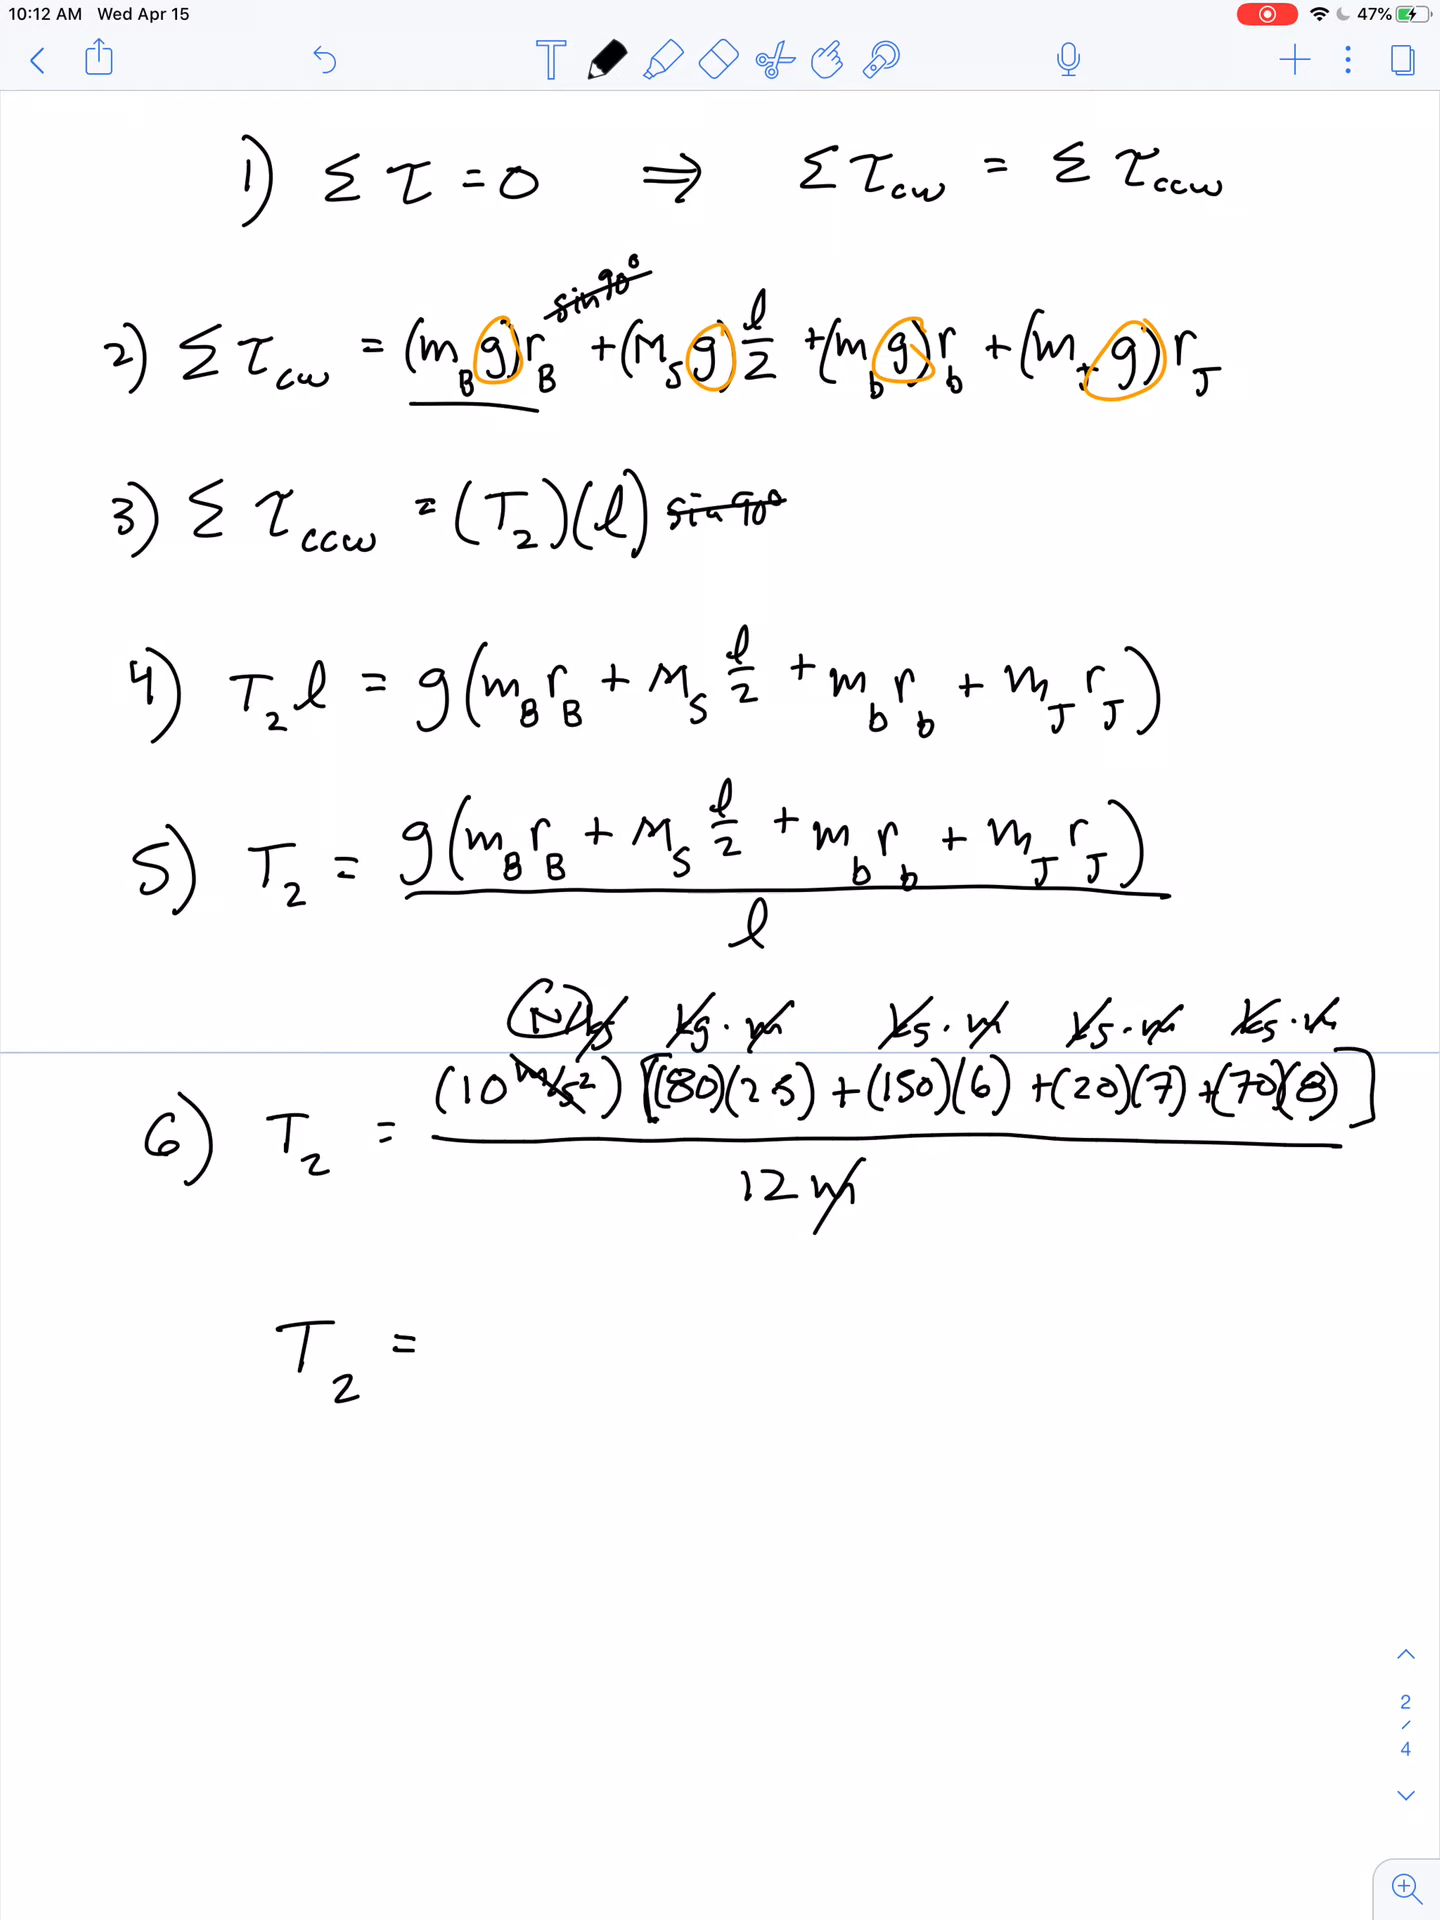 10:12 AM Wed Apr 15 47%
1) Σ τ = 0 ⇒ Σ τcw = Σ τccw
2) Σ τcw = (mB g) rB sin 90° + (Ms g) l/2 + (mb g) rb + (mJ g) rJ
3) Σ τccw = (T2)(l) sin 90°
4) T2 l = g(mB rB + Ms l/2 + mb rb + mJ rJ)
5) T2 = g(mB rB + Ms l/2 + mb rb + mJ rJ)
l
N/kg kg·m kg·m kg·m kg·m
6) T2 = (10 m/s²) [(80)(2.5) + (150)(6) + (20)(7) + (70)(8)]
12 m
T2 =
2
/
4